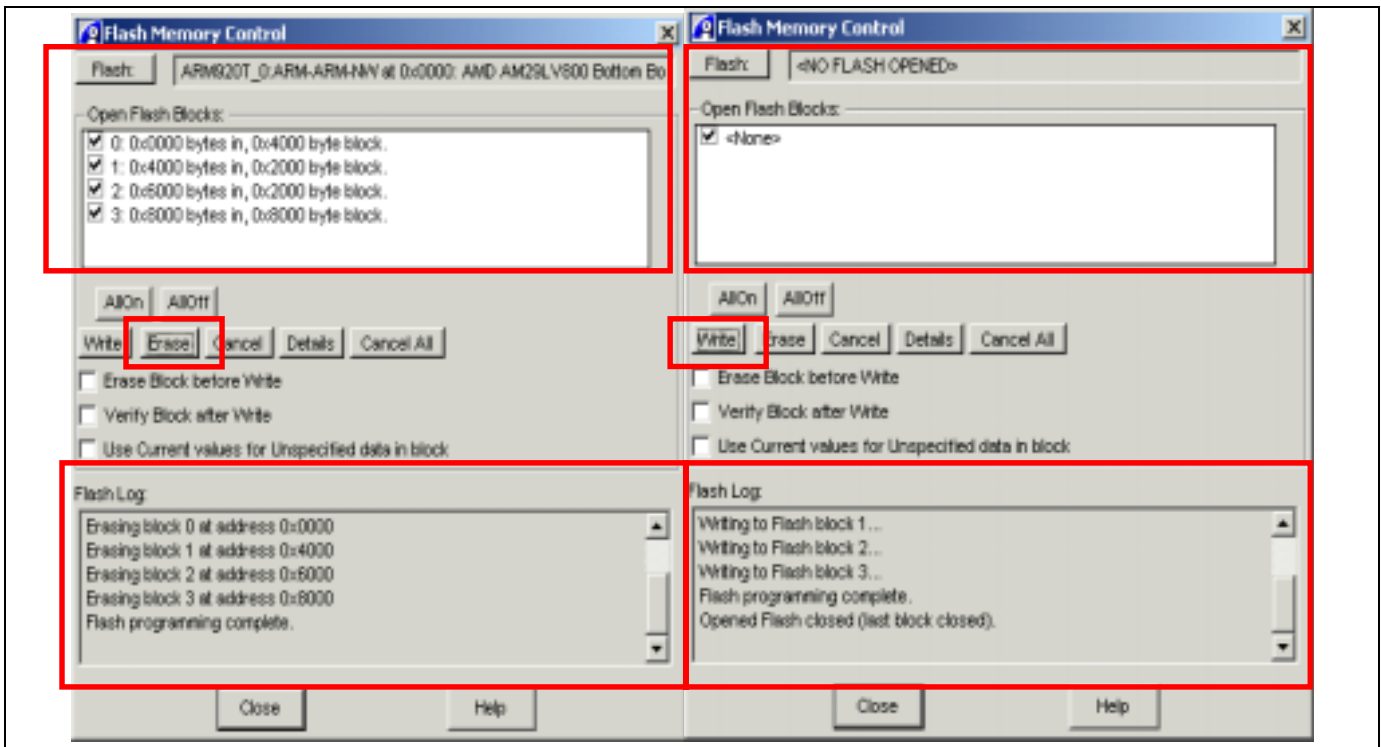 Flash Memory Control
Flash: ARM920T_0:ARM-ARM-NW at 0x0000: AMD AM29LV800 Bottom Bo
Open Flash Blocks:
0: 0x0000 bytes in, 0x4000 byte block.
1: 0x4000 bytes in, 0x2000 byte block.
2: 0x6000 bytes in, 0x2000 byte block.
3: 0x8000 bytes in, 0x8000 byte block.
AllOn AllOff
Write Erase Cancel Details Cancel All
Erase Block before Write
Verify Block after Write
Use Current values for Unspecified data in block
Flash Log:
Erasing block 0 at address 0x0000
Erasing block 1 at address 0x4000
Erasing block 2 at address 0x6000
Erasing block 3 at address 0x8000
Flash programming complete.
Close Help
Flash Memory Control
Flash: <NO FLASH OPENED>
Open Flash Blocks:
<None>
AllOn AllOff
Write Erase Cancel Details Cancel All
Erase Block before Write
Verify Block after Write
Use Current values for Unspecified data in block
Flash Log:
Writing to Flash block 1...
Writing to Flash block 2...
Writing to Flash block 3...
Flash programming complete.
Opened Flash closed (last block closed).
Close Help